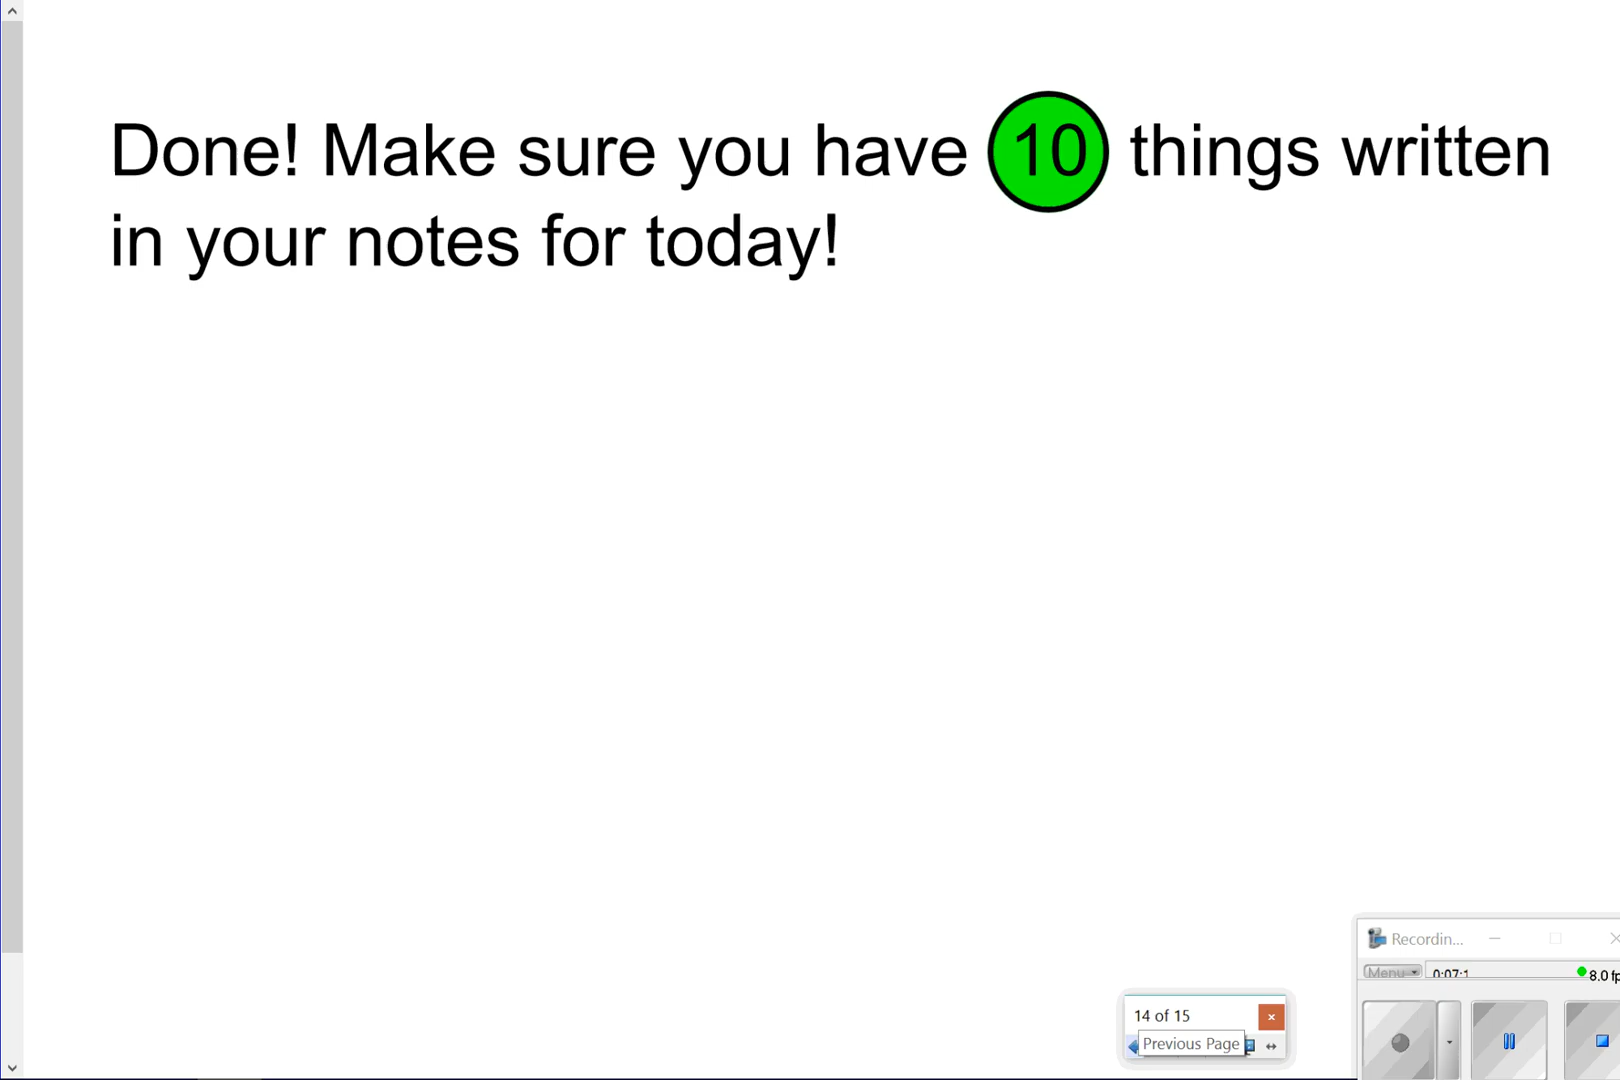 Done! Make sure you have 10 things written
in your notes for today!
Recordin...
Menu
0:07:1
8.0 fp
14 of 15
Previous Page